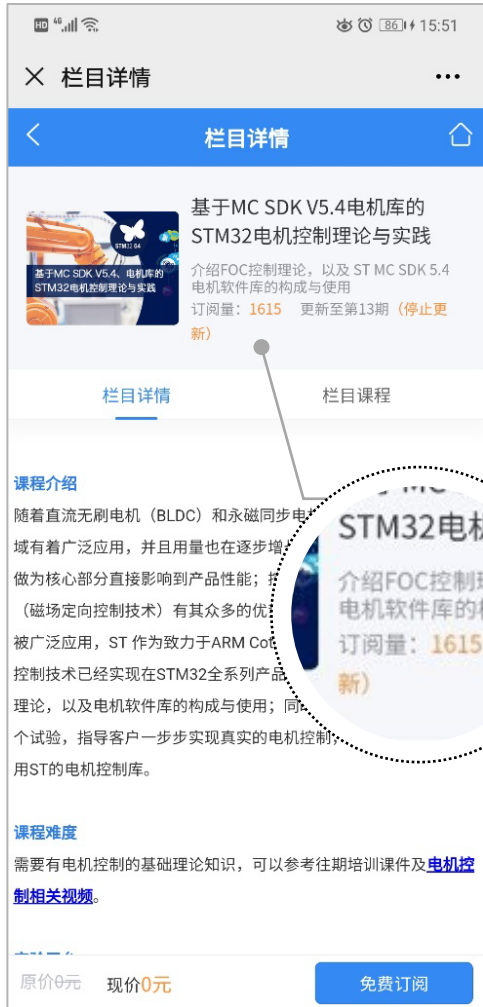 HD 46 86 15:51
栏目详情
栏目详情
STM32 G4
基于MC SDK V5.4、电机库的
STM32电机控制理论与实践
基于MC SDK V5.4电机库的
STM32电机控制理论与实践
介绍FOC控制理论，以及 ST MC SDK 5.4
电机软件库的构成与使用
订阅量：1615 更新至第13期（停止更
新）
栏目详情 栏目课程
课程介绍
随着直流无刷电机（BLDC）和永磁同步电
域有着广泛应用，并且用量也在逐步增
做为核心部分直接影响到产品性能；
（磁场定向控制技术）有其众多的优
被广泛应用，ST 作为致力于ARM Cor
控制技术已经实现在STM32全系列产品
理论，以及电机软件库的构成与使用；同
个试验，指导客户一步步实现真实的电机控制，
用ST的电机控制库。
STM32电机
介绍FOC控制理
电机软件库的构
订阅量：1615
新）
课程难度
需要有电机控制的基础理论知识，可以参考往期培训课件及电机控
制相关视频。
原价0元 现价0元 免费订阅